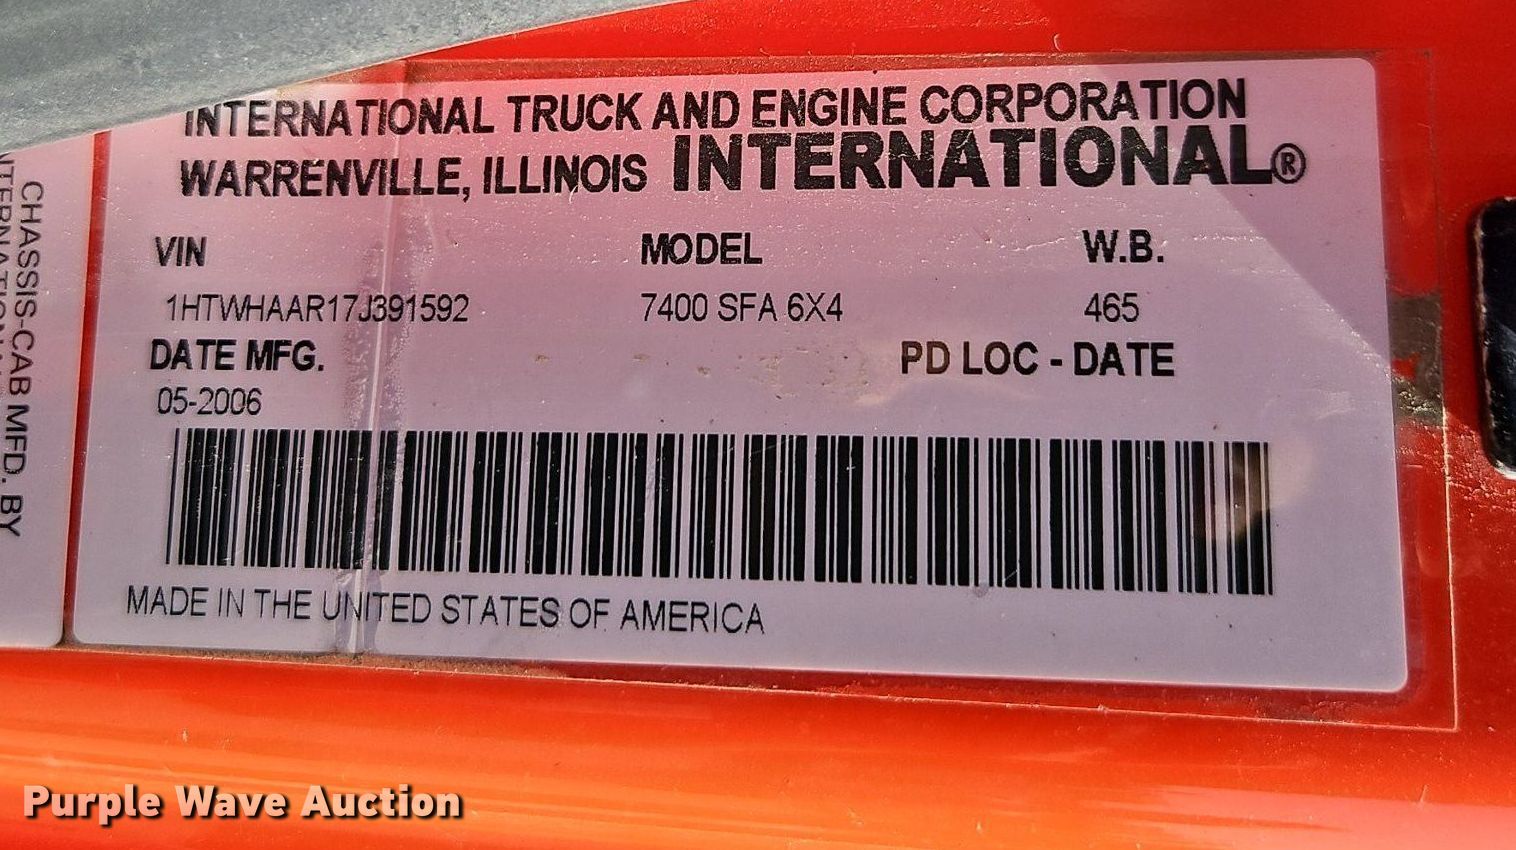 INTERNATIONAL TRUCK AND ENGINE CORPORATION
WARRENVILLE, ILLINOIS INTERNATIONAL®
VIN MODEL W.B.
1HTWHAAR17J391592 7400 SFA 6X4 465
DATE MFG. PD LOC - DATE
05-2006
MADE IN THE UNITED STATES OF AMERICA
CHASSIS-CAB MFD. BY
Purple Wave Auction